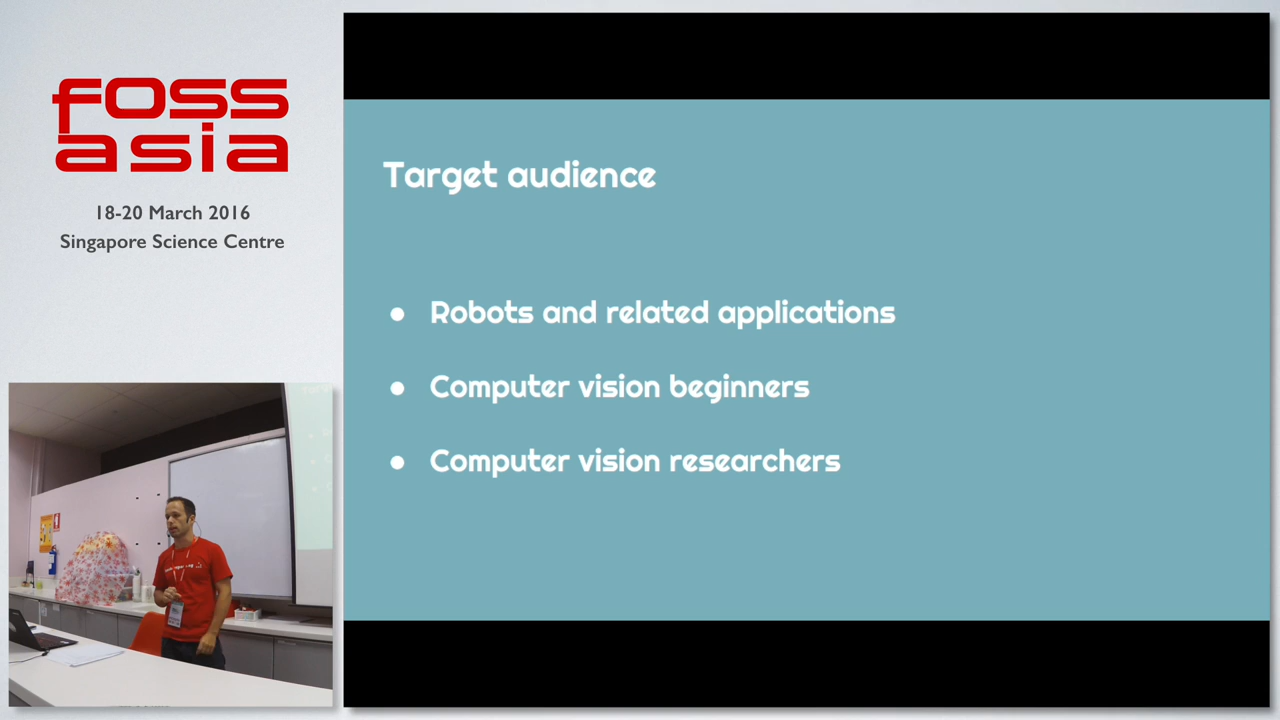 foss
asia
18-20 March 2016
Singapore Science Centre
Target audience
● Robots and related applications
● Computer vision beginners
● Computer vision researchers